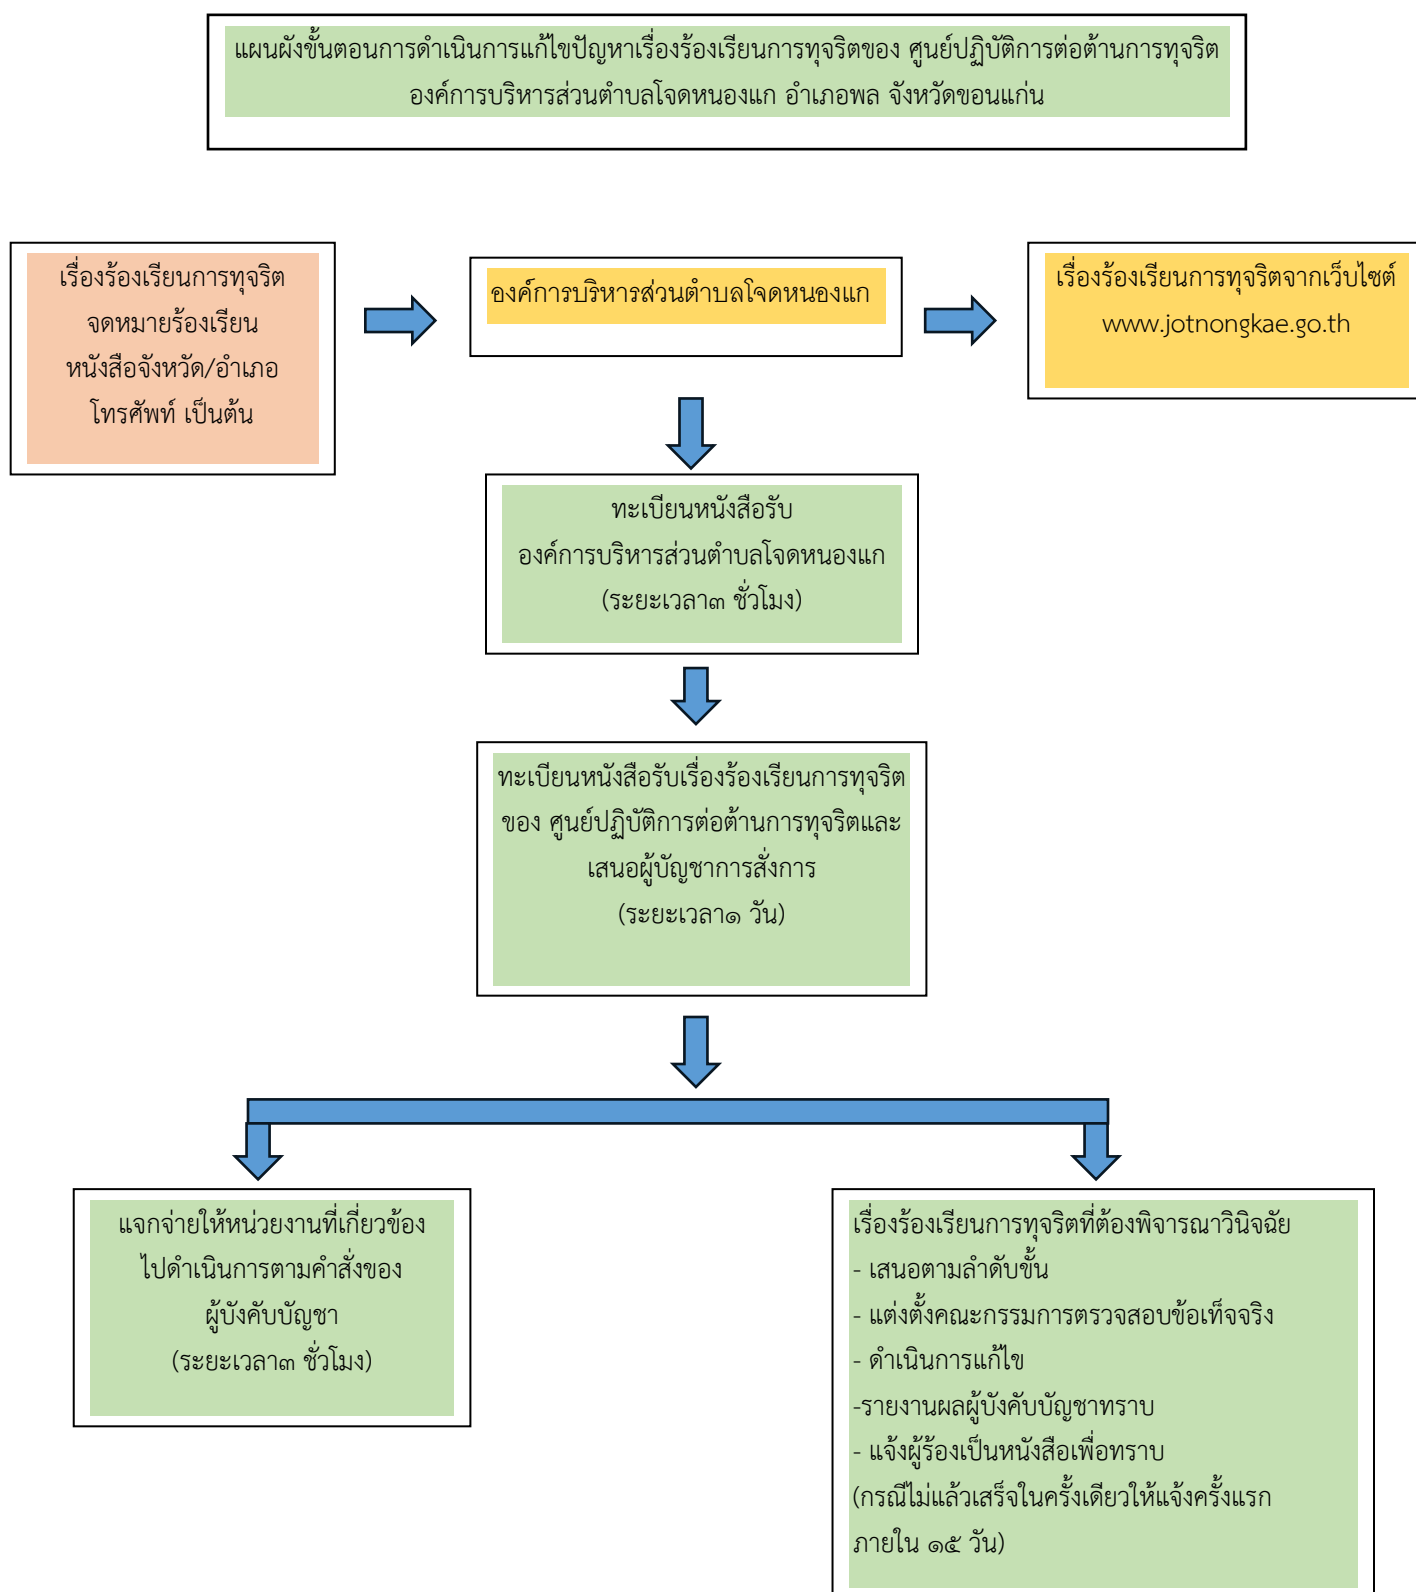 แผนผังขั้นตอนการดำเนินการแก้ไขปัญหาเรื่องร้องเรียนการทุจริตของ ศูนย์ปฏิบัติการต่อต้านการทุจริต
องค์การบริหารส่วนตำบลโจดหนองแก อำเภอพล จังหวัดขอนแก่น
เรื่องร้องเรียนการทุจริต
จดหมายร้องเรียน
หนังสือจังหวัด/อำเภอ
โทรศัพท์ เป็นต้น
องค์การบริหารส่วนตำบลโจดหนองแก
เรื่องร้องเรียนการทุจริตจากเว็บไซต์
www.jotnongkae.go.th
ทะเบียนหนังสือรับ
องค์การบริหารส่วนตำบลโจดหนองแก
(ระยะเวลา๓ ชั่วโมง)
ทะเบียนหนังสือรับเรื่องร้องเรียนการทุจริต
ของ ศูนย์ปฏิบัติการต่อต้านการทุจริตและ
เสนอผู้บัญชาการสั่งการ
(ระยะเวลา๑ วัน)
แจกจ่ายให้หน่วยงานที่เกี่ยวข้อง
ไปดำเนินการตามคำสั่งของ
ผู้บังคับบัญชา
(ระยะเวลา๓ ชั่วโมง)
เรื่องร้องเรียนการทุจริตที่ต้องพิจารณาวินิจฉัย
- เสนอตามลำดับขั้น
- แต่งตั้งคณะกรรมการตรวจสอบข้อเท็จจริง
- ดำเนินการแก้ไข
-รายงานผลผู้บังคับบัญชาทราบ
- แจ้งผู้ร้องเป็นหนังสือเพื่อทราบ
(กรณีไม่แล้วเสร็จในครั้งเดียวให้แจ้งครั้งแรก
ภายใน ๑๕ วัน)